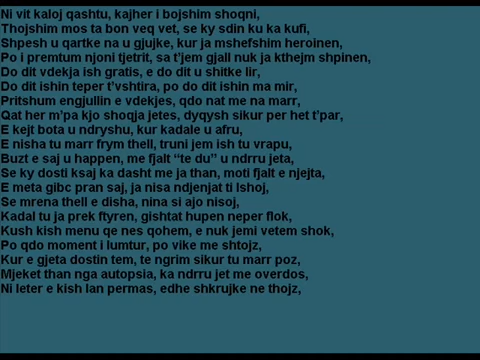 Ni vit kaloj qashtu, kajher i bojshim shoqni,
Thojshim mos ta bon veq vet, se ky sdin ku ka kufi,
Shpesh u qartke na u gjujke, kur ja mshefshim heroinen,
Po i premtum njoni tjetrit, sa t'jem gjall nuk ja kthejm shpinen,
Do dit vdekja ish gratis, e do dit u shitke lir,
Do dit ishin teper t'vshtira, po do dit ishin ma mir,
Pritshum engjullin e vdekjes, qdo nat me na marr,
Qat her m'pa kjo shoqja jetes, dyqysh sikur per het t'par,
E kejt bota u ndryshu, kur kadale u afru,
E nisha tu marr frym thell, truni jem ish tu vrapu,
Buzt e saj u happen, me fjalt "te du" u ndrru jeta,
Se ky dosti ksaj ka dasht me ja than, moti fjalt e njejta,
E meta gibc pran saj, ja nisa ndjenjat ti lshoj,
Se mrena thell e disha, nina si ajo nisoj,
Kadal tu ja prek ftyren, gishtat hupen neper flok,
Kush kish menu qe nes qohem, e nuk jemi vetem shok,
Po qdo moment i lumtur, po vike me shtojz,
Kur e gjeta dostin tem, te ngrim sikur tu marr poz,
Mjeket than nga autopsia, ka ndrru jet me overdos,
Ni leter e kish lan permas, edhe shkrujke ne thojz,